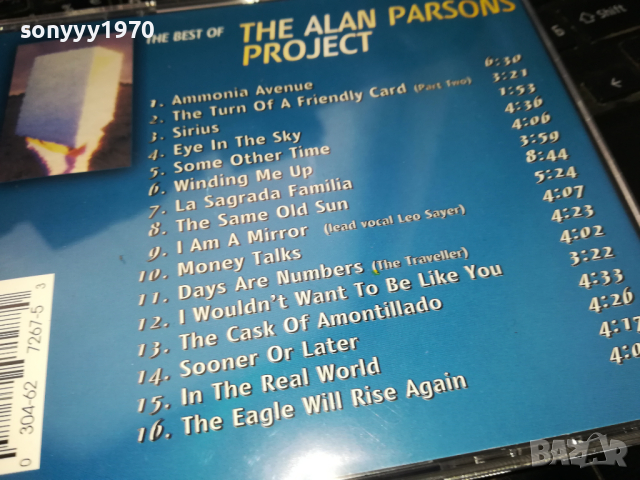 sonyyy1970
THE BEST OF THE ALAN PARSONS
PROJECT
1. Ammonia Avenue 6:30
2. The Turn Of A Friendly Card (Part Two) 3:21
3. Sirius 1:53
4. Eye In The Sky 4:36
5. Some Other Time 4:06
6. Winding Me Up 3:59
7. La Sagrada Familia 8:44
8. The Same Old Sun 5:24
9. I Am A Mirror (lead vocal Leo Sayer) 4:07
10. Money Talks 4:23
11. Days Are Numbers (The Traveller) 4:02
12. I Wouldn't Want To Be Like You 3:22
13. The Cask Of Amontillado 4:33
14. Sooner Or Later 4:26
15. In The Real World 4:17
16. The Eagle Will Rise Again 4:0
0 304-62 7267-5 3
BAZAR